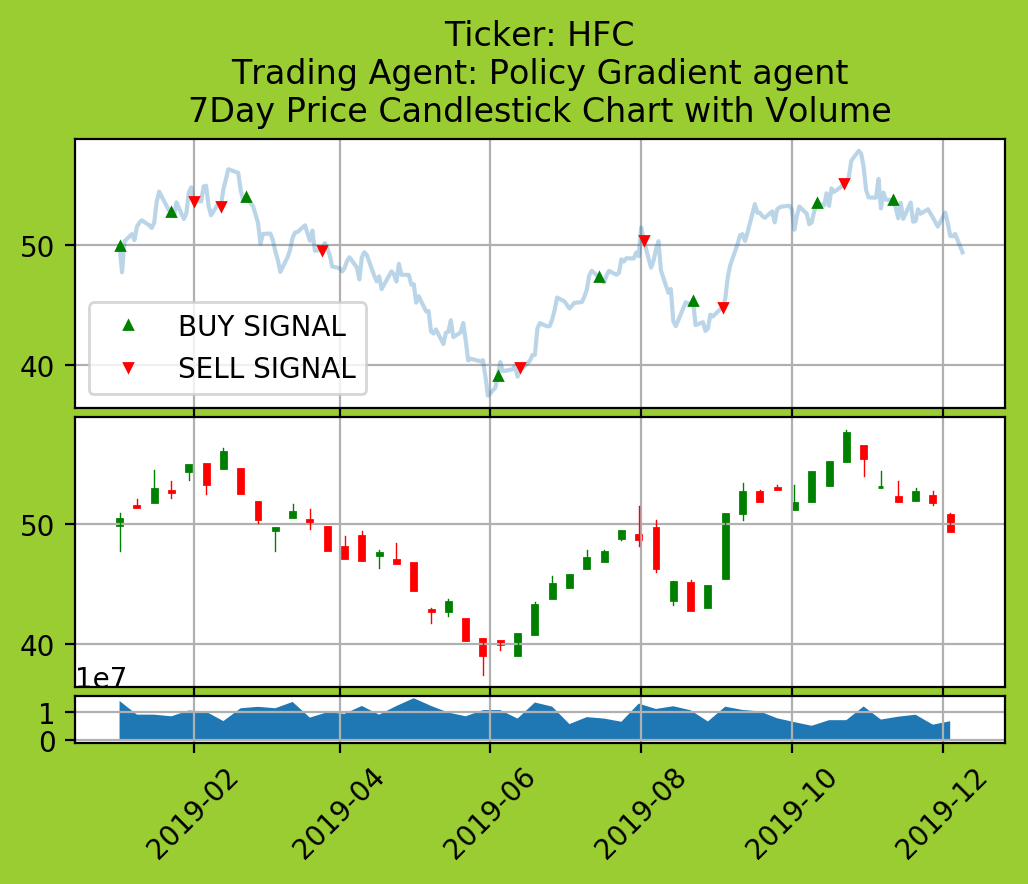 Ticker: HFC
Trading Agent: Policy Gradient agent
7Day Price Candlestick Chart with Volume
50
40
BUY SIGNAL
SELL SIGNAL
50
40
1e7
1
0
2019-02
2019-04
2019-06
2019-08
2019-10
2019-12